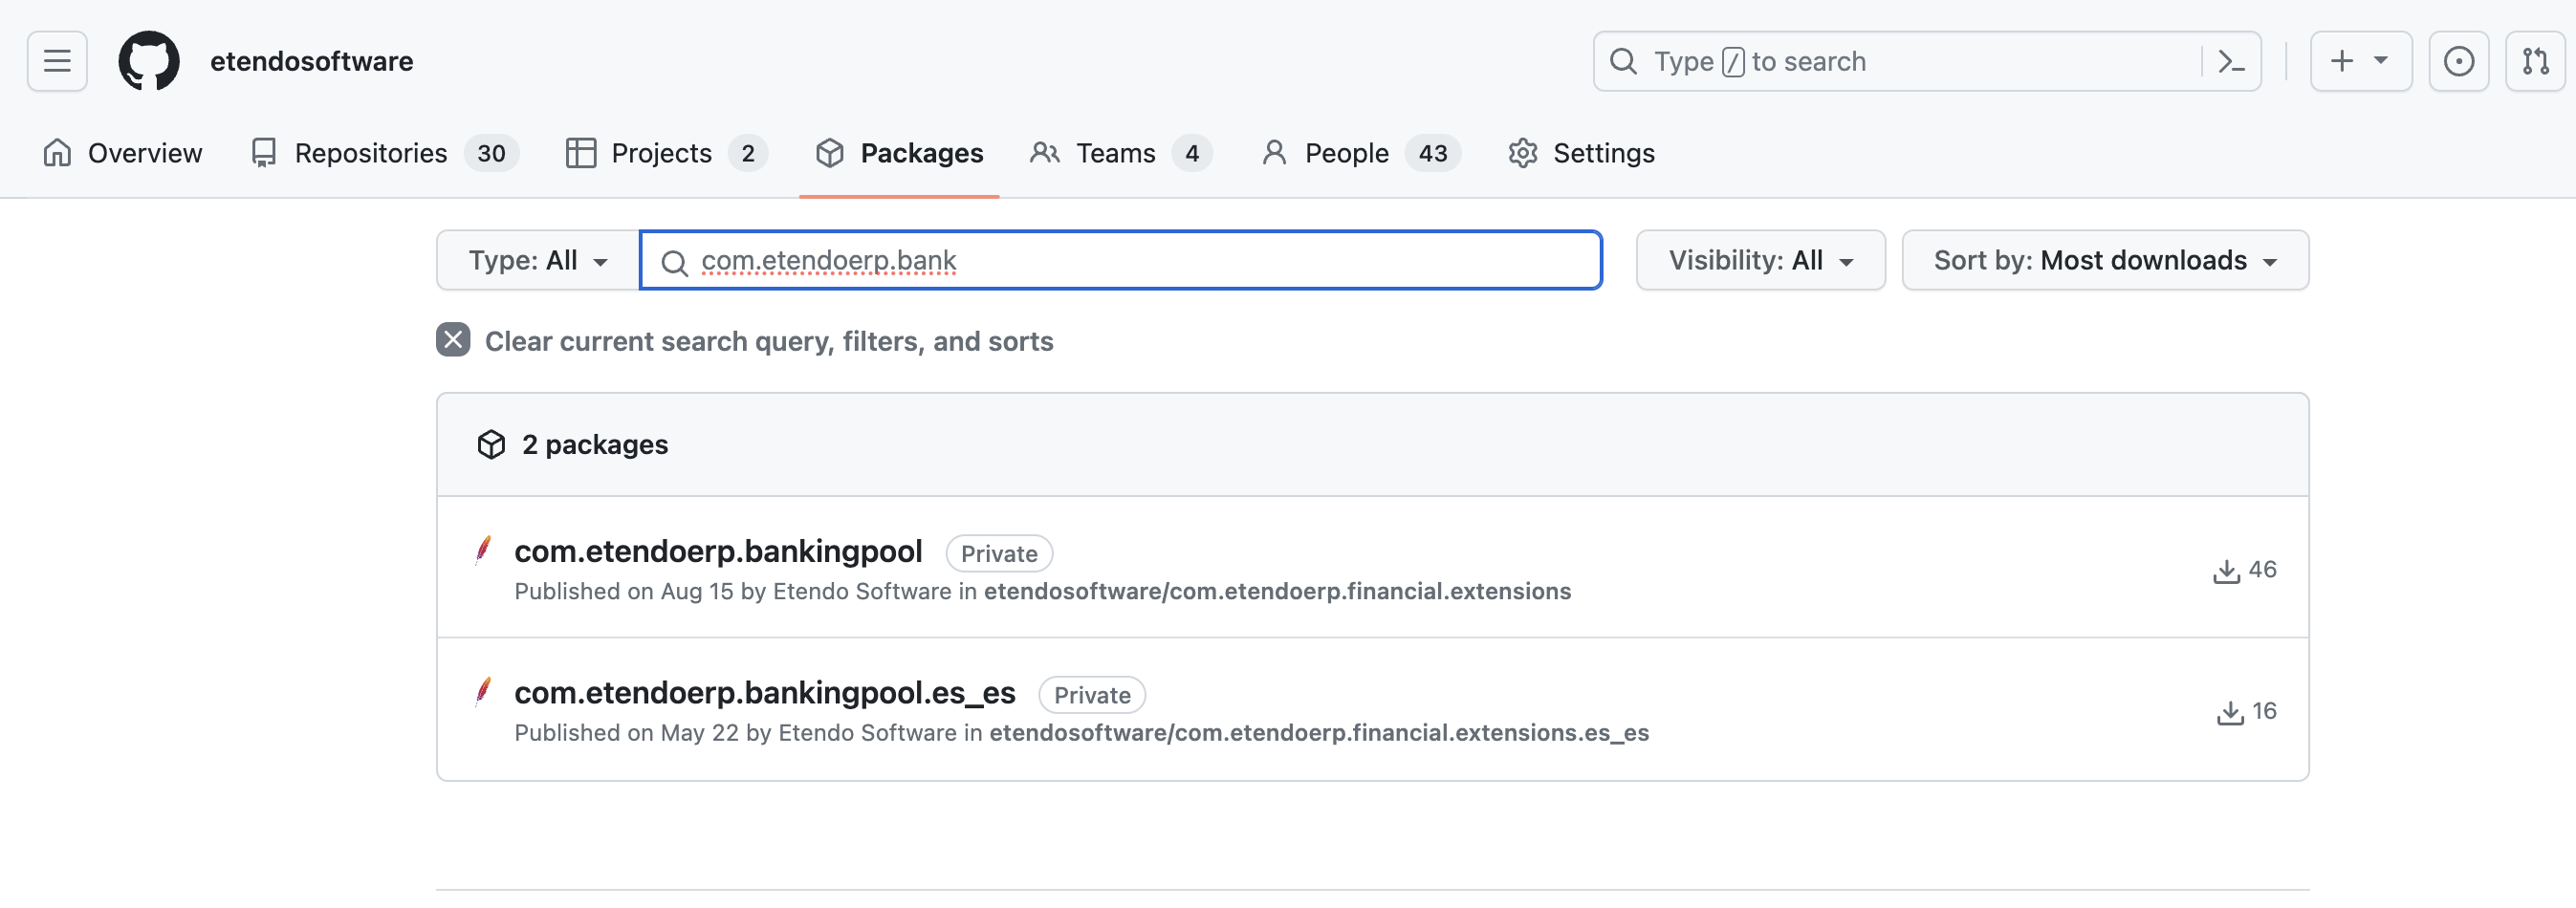 etendosoftware
Type / to search
Overview
Repositories 30
Projects 2
Packages
Teams 4
People 43
Settings
Type: All
com.etendoerp.bank
Visibility: All
Sort by: Most downloads
Clear current search query, filters, and sorts
2 packages
com.etendoerp.bankingpool Private
Published on Aug 15 by Etendo Software in etendosoftware/com.etendoerp.financial.extensions
46
com.etendoerp.bankingpool.es_es Private
Published on May 22 by Etendo Software in etendosoftware/com.etendoerp.financial.extensions.es_es
16